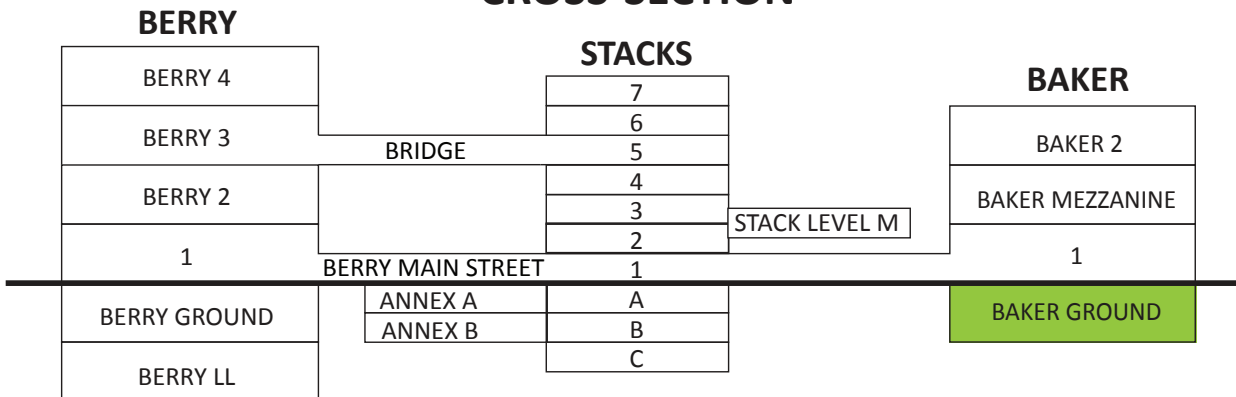 BERRY
STACKS
BAKER
BERRY 4
BERRY 3
BERRY 2
1
BERRY GROUND
BERRY LL
BRIDGE
BERRY MAIN STREET
ANNEX A
ANNEX B
7
6
5
4
3
2
1
A
B
C
STACK LEVEL M
BAKER 2
BAKER MEZZANINE
1
BAKER GROUND